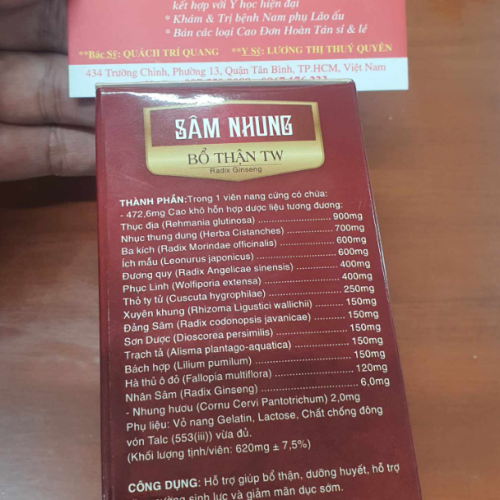 kết hợp với Y học hiện đại
* Khám & Trị bệnh Nam phụ Lão ấu
* Bán các loại Cao Đơn Hoàn Tán sỉ & lẻ
**Bác Sĩ: QUÁCH TRÍ QUANG **Y Sĩ: LƯƠNG THỊ THUÝ QUYÊN
434 Trường Chinh, Phường 13, Quận Tân Bình, TP.HCM, Việt Nam
SÂM NHUNG
BỔ THẬN TW
Radix Ginseng
THÀNH PHẦN:Trong 1 viên nang cứng có chứa:
- 472,6mg Cao khô hỗn hợp dược liệu tương đương:
Thục địa (Rehmania glutinosa) ........ 900mg
Nhục thung dung (Herba Cistanches) ........ 700mg
Ba kích (Radix Morindae officinalis) ........ 600mg
Ích mẫu (Leonurus japonicus) ........ 600mg
Đương quy (Radix Angelicae sinensis) ........ 400mg
Phục Linh (Wolfiporia extensa) ........ 400mg
Thỏ ty tử (Cuscuta hygrophilae) ........ 250mg
Xuyên khung (Rhizoma Ligustici wallichii) ........ 150mg
Đảng Sâm (Radix codonopsis javanicae) ........ 150mg
Sơn Dược (Dioscorea persimilis) ........ 150mg
Trạch tả (Alisma plantago-aquatica) ........ 150mg
Bách hợp (Lilium pumilum) ........ 150mg
Hà thủ ô đỏ (Fallopia multiflora) ........ 120mg
Nhân Sâm (Radix Ginseng) ........ 6.0mg
- Nhung hươu (Cornu Cervi Pantotrichum) 2,0mg
Phụ liệu: Vỏ nang Gelatin, Lactose, Chất chống đông
vón Talc (553(iii)) vừa đủ.
(Khối lượng tịnh/viên: 620mg ± 7,5%)
CÔNG DỤNG: Hỗ trợ giúp bổ thận, dưỡng huyết, hỗ trợ
sinh lực và giảm mãn dục sớm.